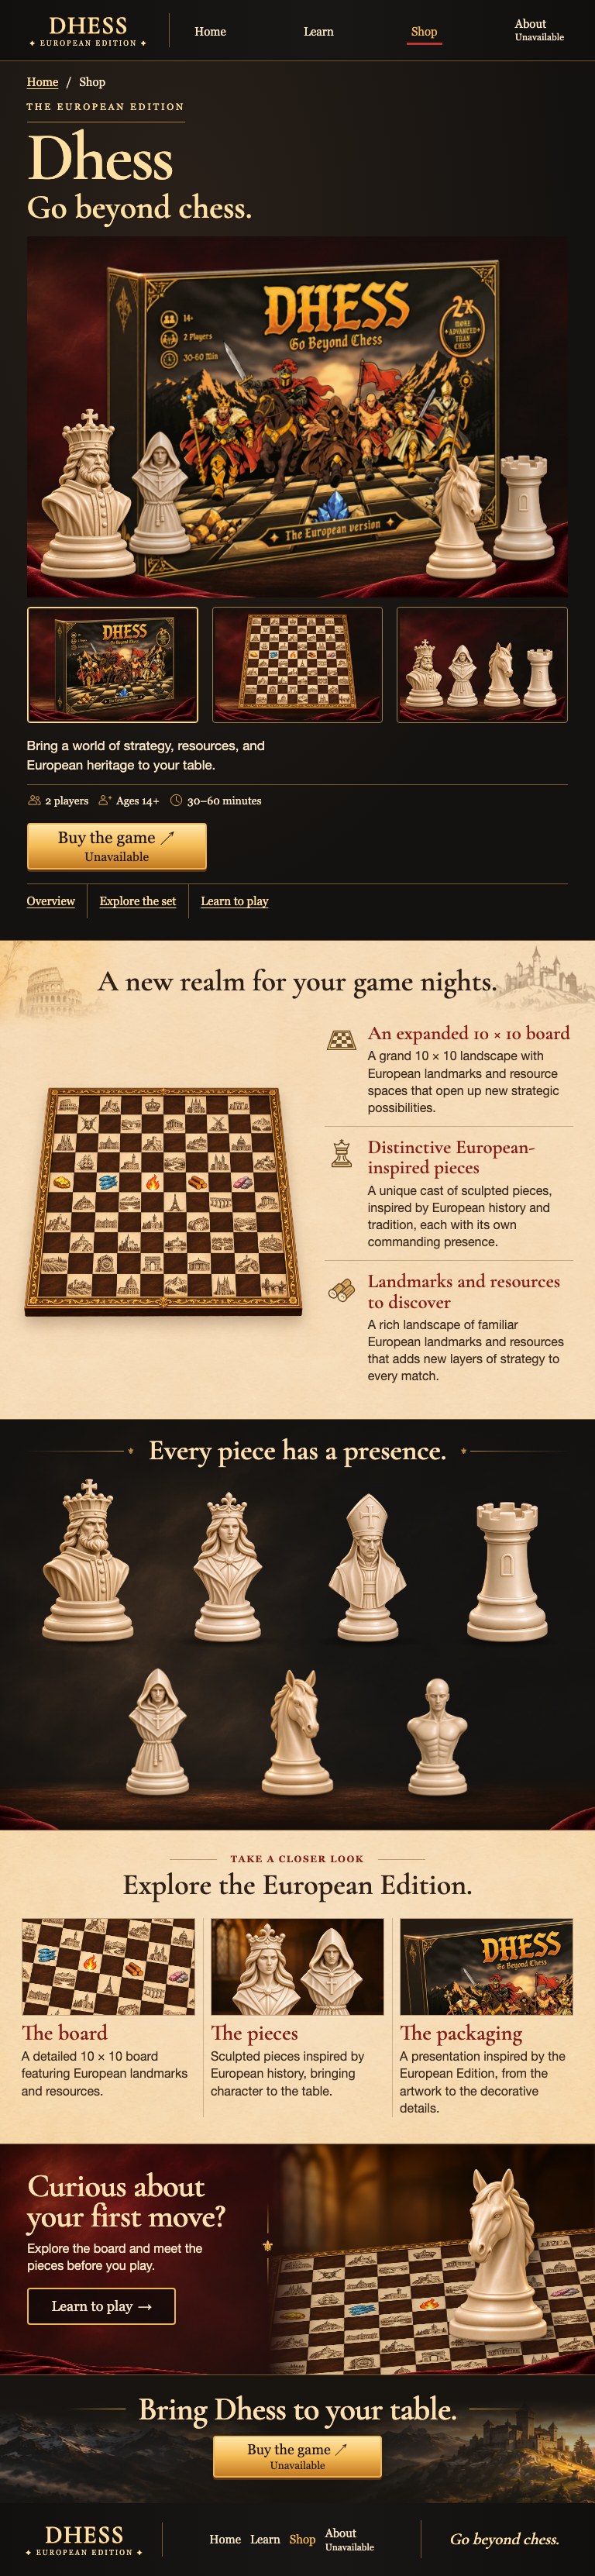 DHESS
✦ EUROPEAN EDITION ✦
Home
Learn
Shop
About
Unavailable
Home / Shop
THE EUROPEAN EDITION
Dhess
Go beyond chess.
DHESS
Go Beyond Chess
14+
2 Players
30-60 Min
2x
MORE
ADVANCED
THAN
CHESS
The European version
DHESS
Go Beyond Chess
Bring a world of strategy, resources, and
European heritage to your table.
2 players
Ages 14+
30–60 minutes
Buy the game ↗
Unavailable
Overview
Explore the set
Learn to play
A new realm for your game nights.
An expanded 10 × 10 board
A grand 10 × 10 landscape with
European landmarks and resource
spaces that open up new strategic
possibilities.
Distinctive European-
inspired pieces
A unique cast of sculpted pieces,
inspired by European history and
tradition, each with its own
commanding presence.
Landmarks and resources
to discover
A rich landscape of familiar
European landmarks and resources
that adds new layers of strategy to
every match.
Every piece has a presence.
TAKE A CLOSER LOOK
Explore the European Edition.
DHESS
Go Beyond Chess
The board
A detailed 10 × 10 board
featuring European landmarks
and resources.
The pieces
Sculpted pieces inspired by
European history, bringing
character to the table.
The packaging
A presentation inspired by the
European Edition, from the
artwork to the decorative
details.
Curious about
your first move?
Explore the board and meet the
pieces before you play.
Learn to play →
Bring Dhess to your table.
Buy the game ↗
Unavailable
DHESS
✦ EUROPEAN EDITION ✦
Home
Learn
Shop
About
Unavailable
Go beyond chess.